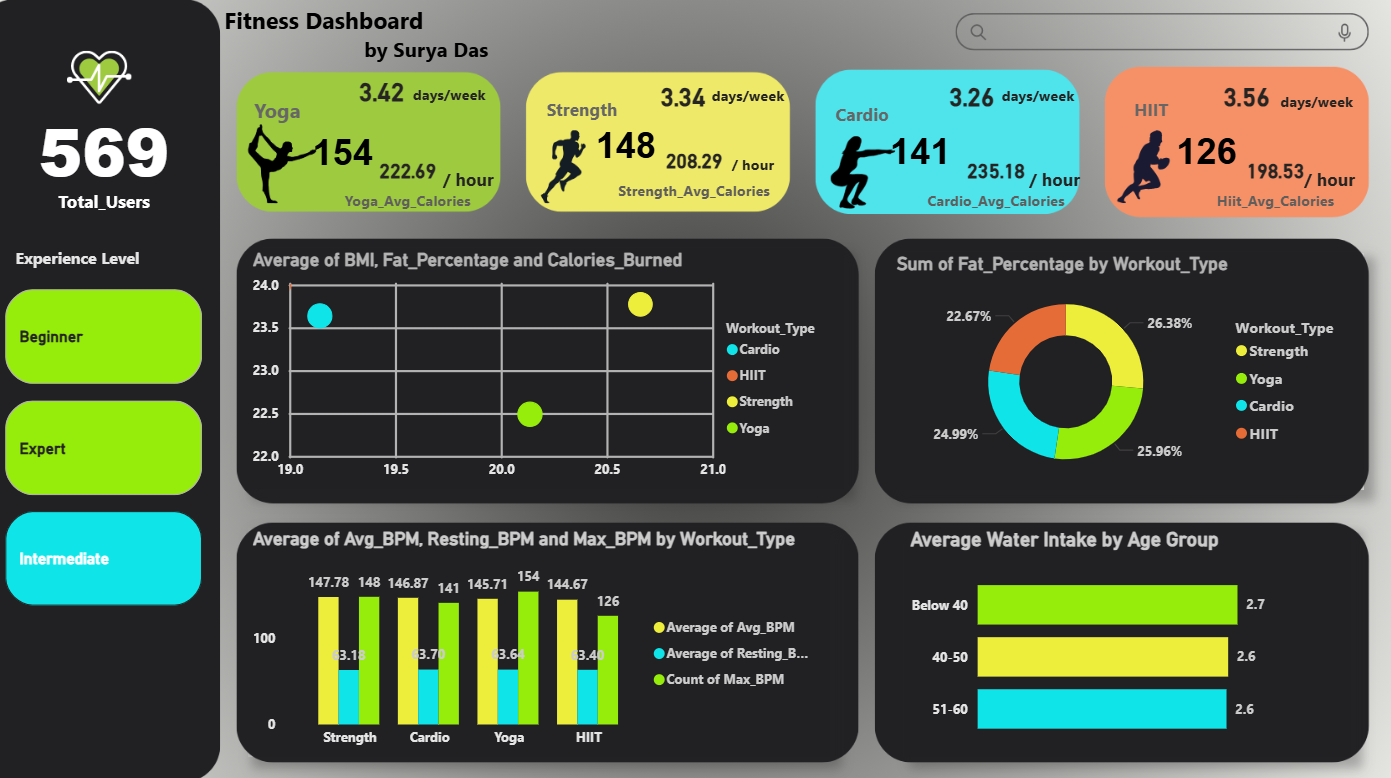 Fitness Dashboard
by Surya Das
569
Total_Users
Experience Level
Beginner
Expert
Intermediate
Yoga
3.42 days/week
154
222.69 / hour
Yoga_Avg_Calories
Strength
3.34 days/week
148
208.29 / hour
Strength_Avg_Calories
Cardio
3.26 days/week
141
235.18 / hour
Cardio_Avg_Calories
HIIT
3.56 days/week
126
198.53 / hour
Hiit_Avg_Calories
Average of BMI, Fat_Percentage and Calories_Burned
24.0
23.5
23.0
22.5
22.0
19.0 19.5 20.0 20.5 21.0
Workout_Type
Cardio
HIIT
Strength
Yoga
Sum of Fat_Percentage by Workout_Type
22.67%
26.38%
24.99%
25.96%
Workout_Type
Strength
Yoga
Cardio
HIIT
Average of Avg_BPM, Resting_BPM and Max_BPM by Workout_Type
147.78 148 146.87 141 145.71 154 144.67 126
100
63.18 63.70 63.64 63.40
0
Strength Cardio Yoga HIIT
Average of Avg_BPM
Average of Resting_B...
Count of Max_BPM
Average Water Intake by Age Group
Below 40 2.7
40-50 2.6
51-60 2.6